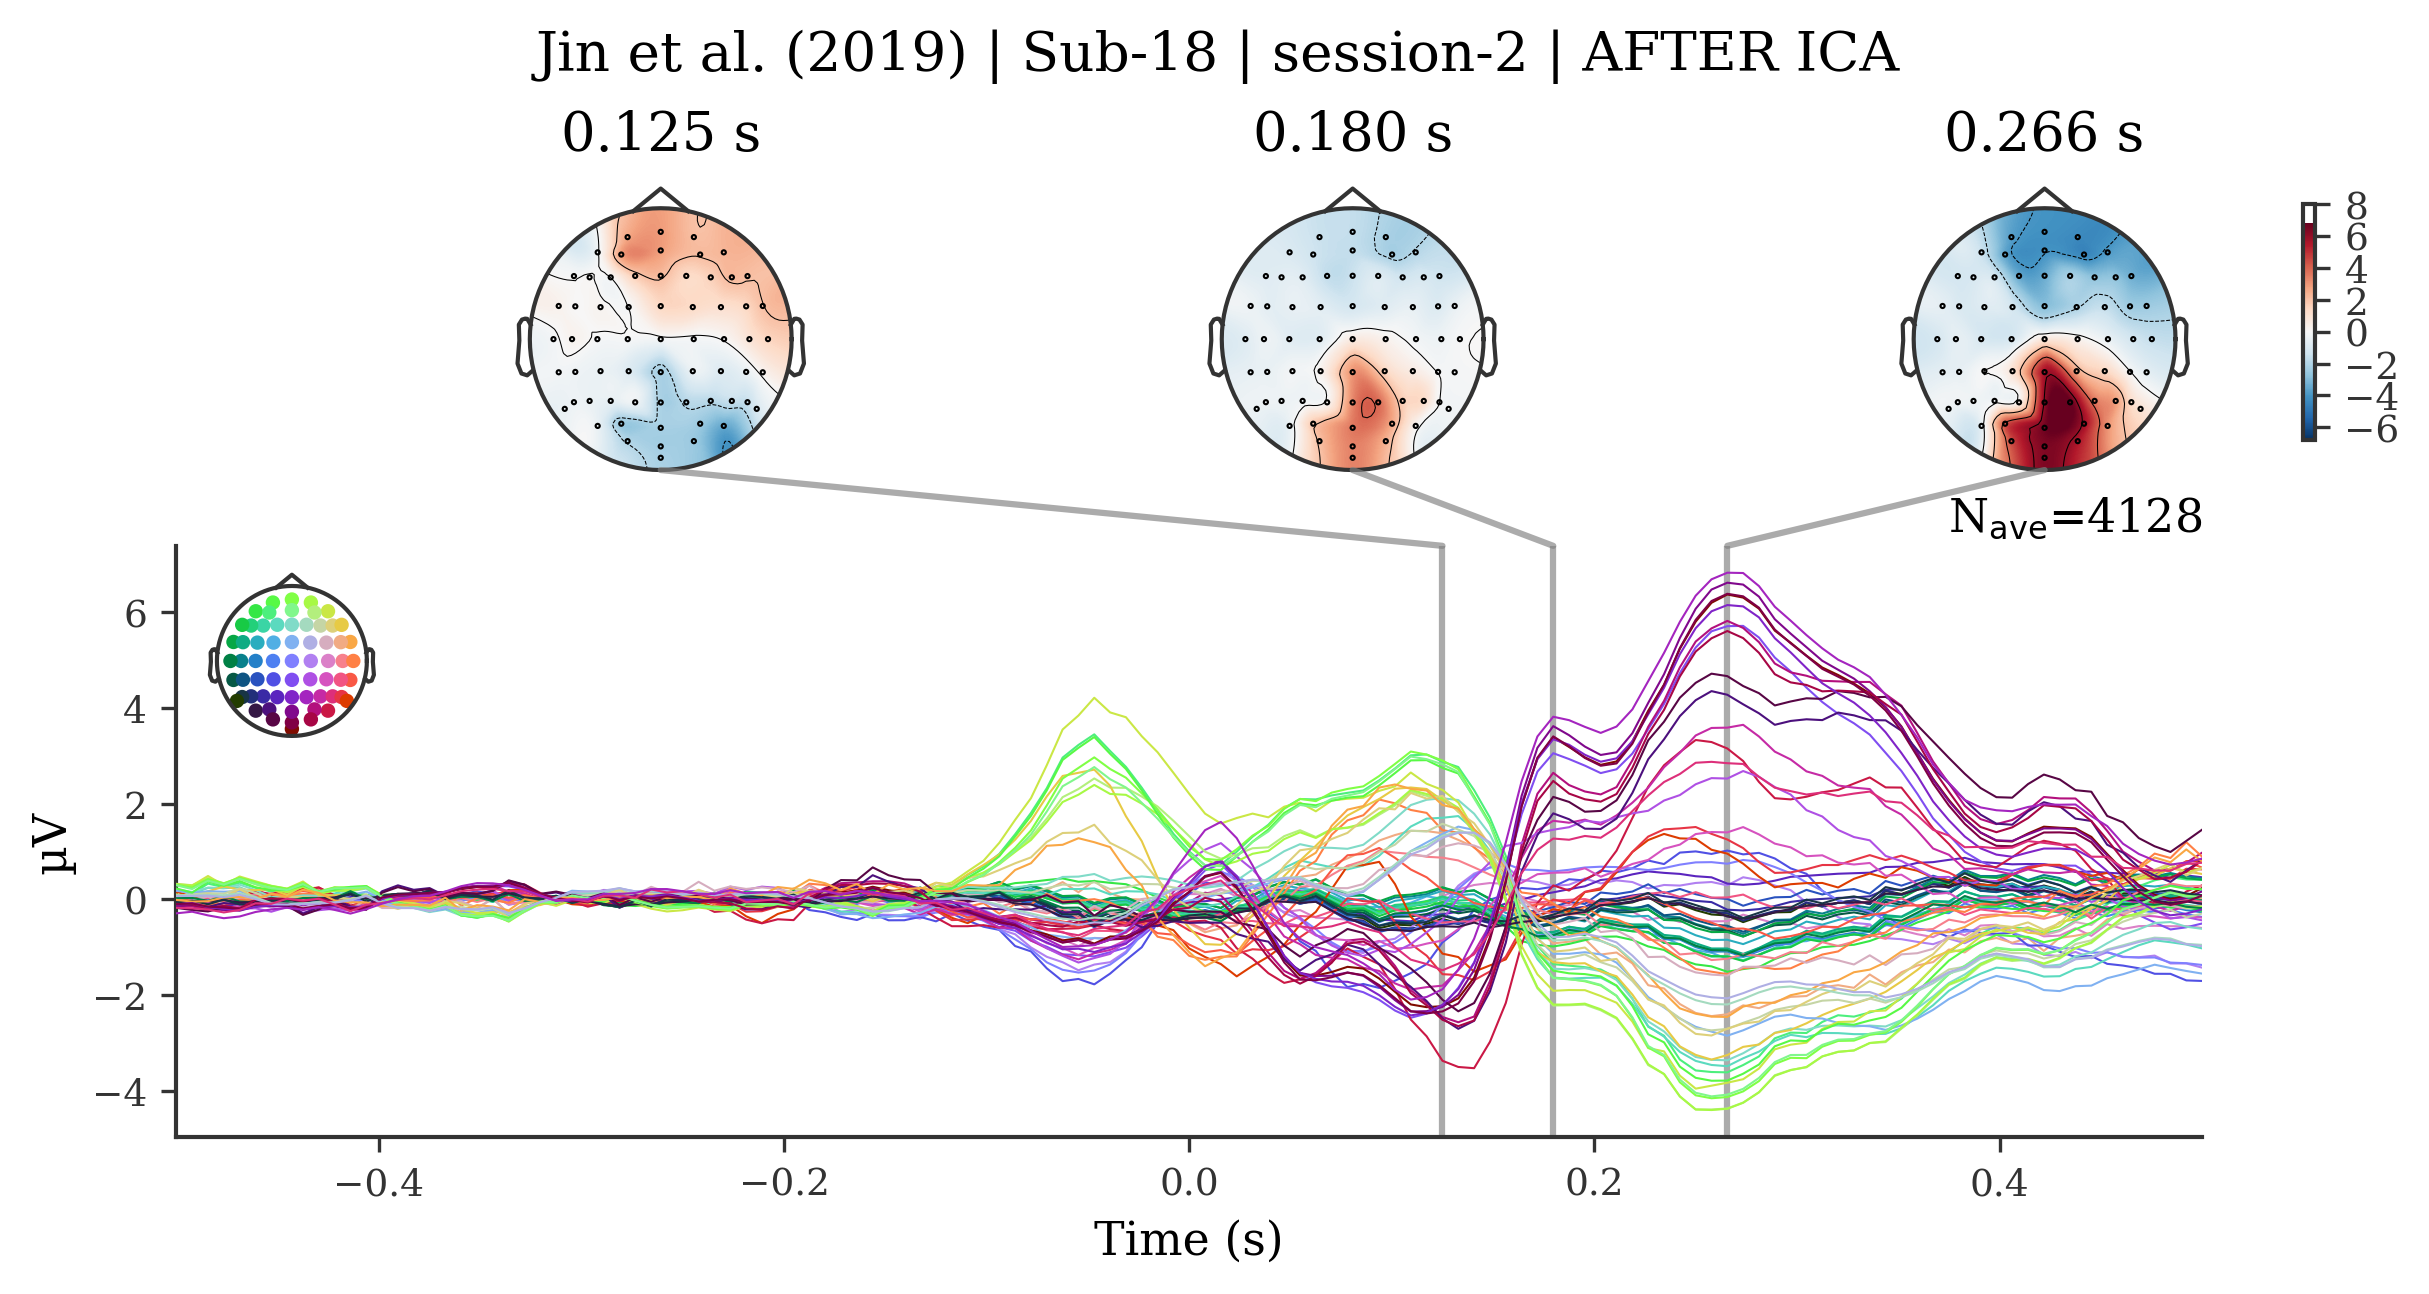 Jin et al. (2019) | Sub-18 | session-2 | AFTER ICA
0.125 s
0.180 s
0.266 s
8
6
4
2
0
−2
−4
−6
Nave=4128
6
4
2
0
−2
−4
µV
−0.4
−0.2
0.0
0.2
0.4
Time (s)